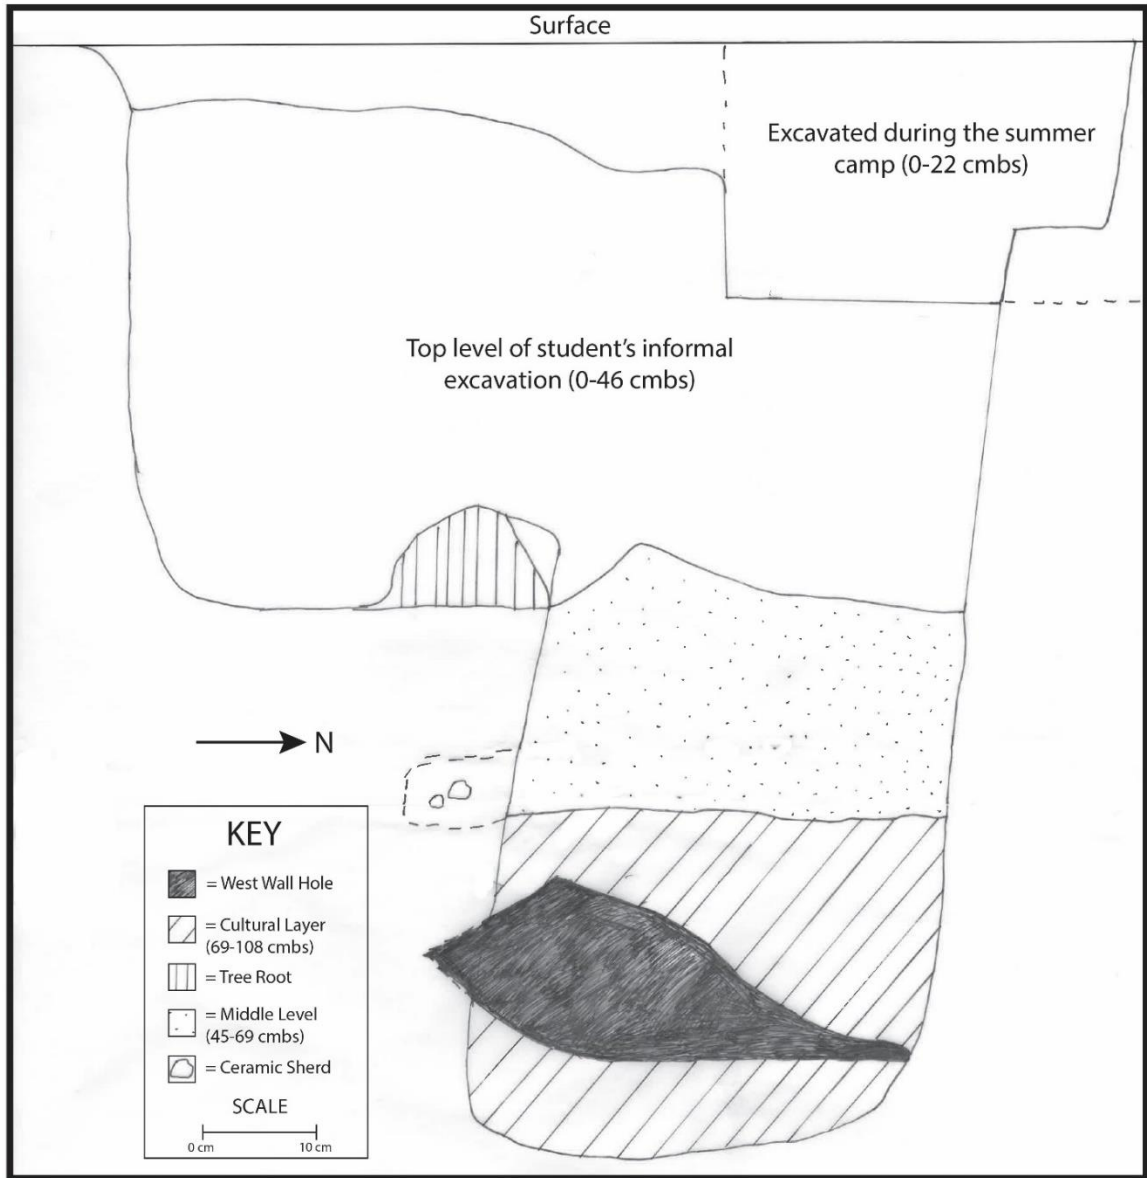 Surface
Excavated during the summer
camp (0-22 cmbs)
Top level of student's informal
excavation (0-46 cmbs)
N
KEY
= West Wall Hole
= Cultural Layer
(69-108 cmbs)
= Tree Root
= Middle Level
(45-69 cmbs)
= Ceramic Sherd
SCALE
0 cm 10 cm